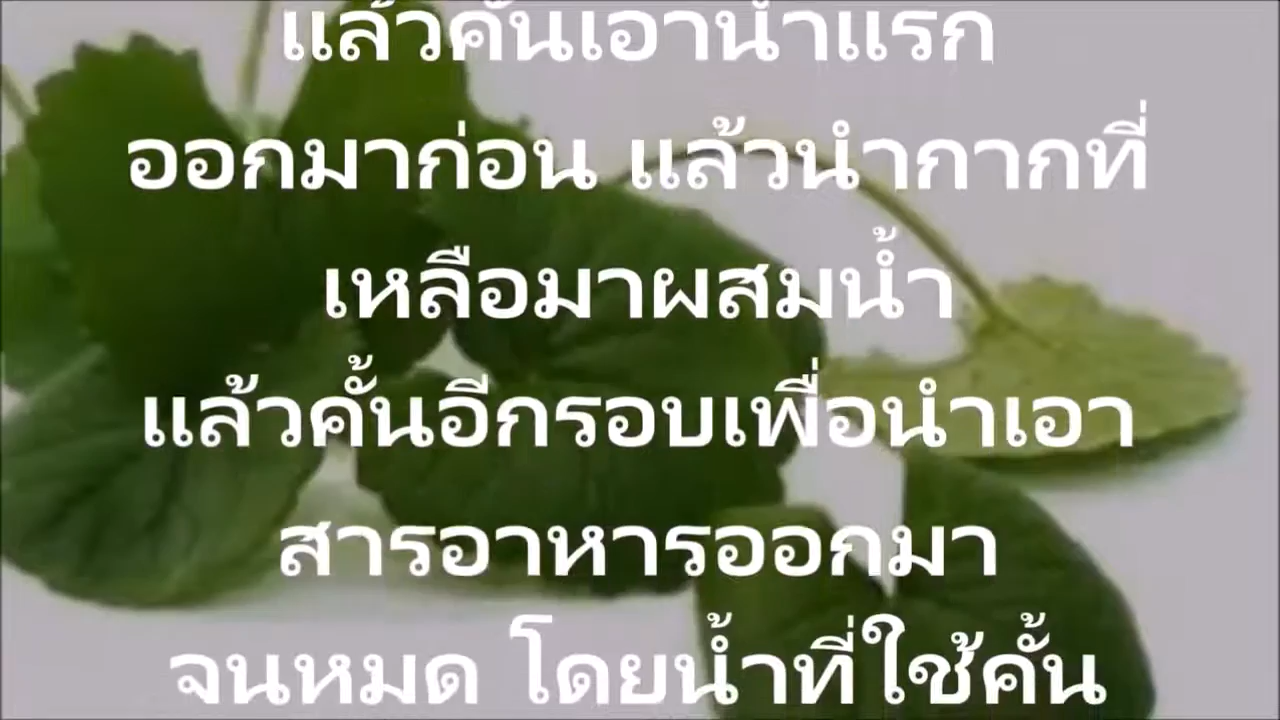 แล้วคั้นเอาน้ำแรก
ออกมาก่อน แล้วนำกากที่
เหลือมาผสมน้ำ
แล้วคั้นอีกรอบเพื่อนำเอา
สารอาหารออกมา
จนหมด โดยน้ำที่ใช้คั้น